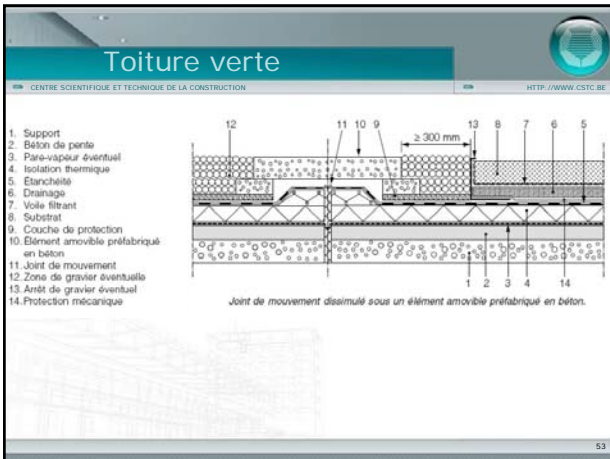 Toiture verte
CENTRE SCIENTIFIQUE ET TECHNIQUE DE LA CONSTRUCTION
HTTP://WWW.CSTC.BE
1. Support
2. Béton de pente
3. Pare-vapeur éventuel
4. Isolation thermique
5. Étanchéité
6. Drainage
7. Voile filtrant
8. Substrat
9. Couche de protection
10. Élément amovible préfabriqué
en béton
11. Joint de mouvement
12. Zone de gravier éventuelle
13. Arrêt de gravier éventuel
14. Protection mécanique
12 11 10 9 ≥ 300 mm 13 8 7 6 5
1 2 3 4 14
Joint de mouvement dissimulé sous un élément amovible préfabriqué en béton.
53